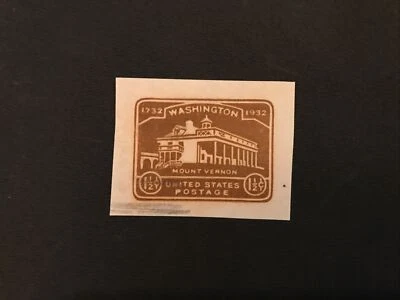 WASHINGTON
1732 1932
MOUNT VERNON
1½¢ UNITED STATES 1½¢
POSTAGE